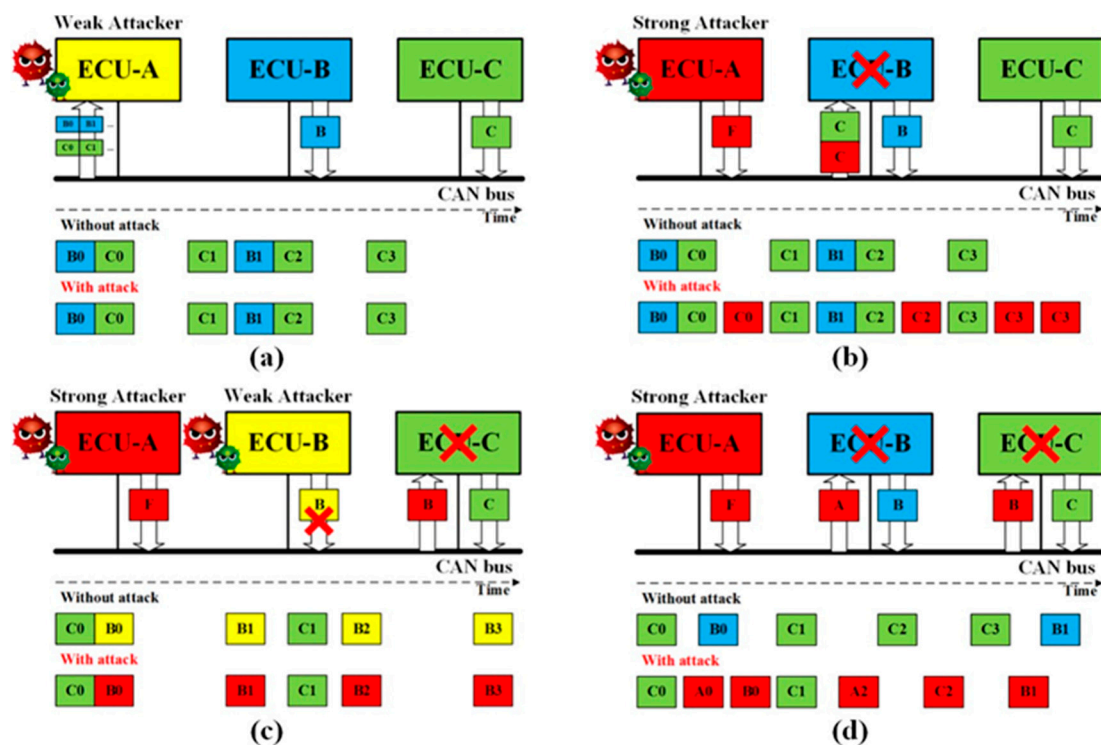 Weak Attacker
ECU-A ECU-B ECU-C
B0 B1 ...
C0 C1 ...
B C
CAN bus
Time
Without attack
B0 C0 C1 B1 C2 C3
With attack
B0 C0 C1 B1 C2 C3
(a)
Strong Attacker
ECU-A ECU-B ECU-C
F C B C
C
CAN bus
Time
Without attack
B0 C0 C1 B1 C2 C3
With attack
B0 C0 C0 C1 B1 C2 C2 C3 C3 C3
(b)
Strong Attacker Weak Attacker
ECU-A ECU-B ECU-C
F B B C
CAN bus
Time
Without attack
C0 B0 B1 C1 B2 B3
With attack
C0 B0 B1 C1 B2 B3
(c)
Strong Attacker
ECU-A ECU-B ECU-C
F A B B C
CAN bus
Time
Without attack
C0 B0 C1 C2 C3 B1
With attack
C0 A0 B0 C1 A2 C2 B1
(d)